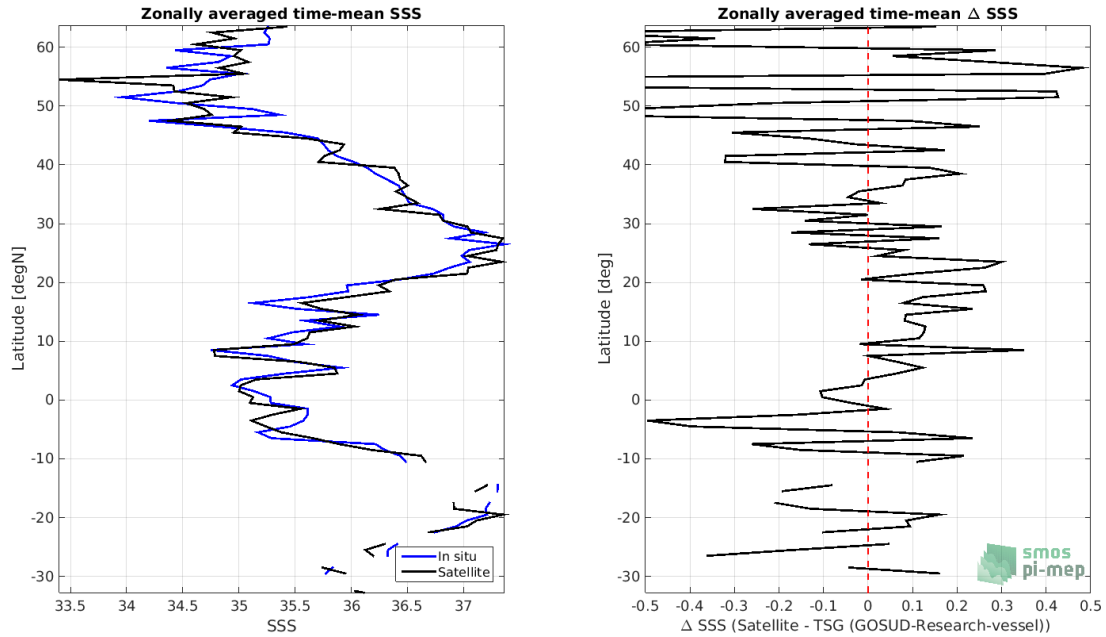 Zonally averaged time-mean SSS
60
50
40
30
20
10
0
-10
-20
-30
Latitude [degN]
33.5 34 34.5 35 35.5 36 36.5 37
SSS
In situ
Satellite
Zonally averaged time-mean Δ SSS
60
50
40
30
20
10
0
-10
-20
-30
Latitude [deg]
-0.5 -0.4 -0.3 -0.2 -0.1 0 0.1 0.2 0.3 0.4 0.5
Δ SSS (Satellite - TSG (GOSUD-Research-vessel))
smos
pi-mep